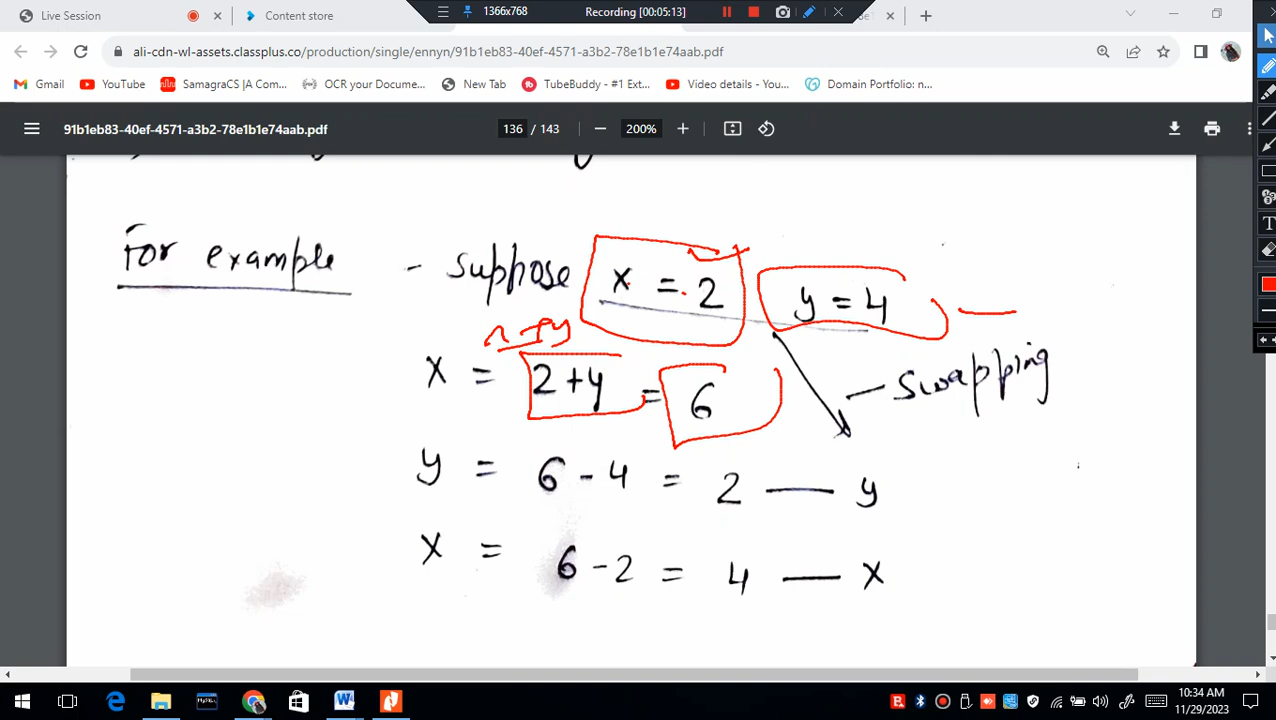 1366x768 Recording [00:05:13]
Live Session Content store
ali-cdn-wl-assets.classplus.co/production/single/ennyn/91b1eb83-40ef-4571-a3b2-78e1b1e74aab.pdf
Gmail YouTube SamagraCS |A Com... OCR your Docume... New Tab TubeBuddy - #1 Ext... Video details - You... Domain Portfolio: n...
91b1eb83-40ef-4571-a3b2-78e1b1e74aab.pdf 136 / 143 200%
For example - suppose x = 2 y = 4
x+y
x = 2+y = 6
swapping
y = 6-4 = 2 — y
x = 6-2 = 4 — x
10:34 AM
11/29/2023